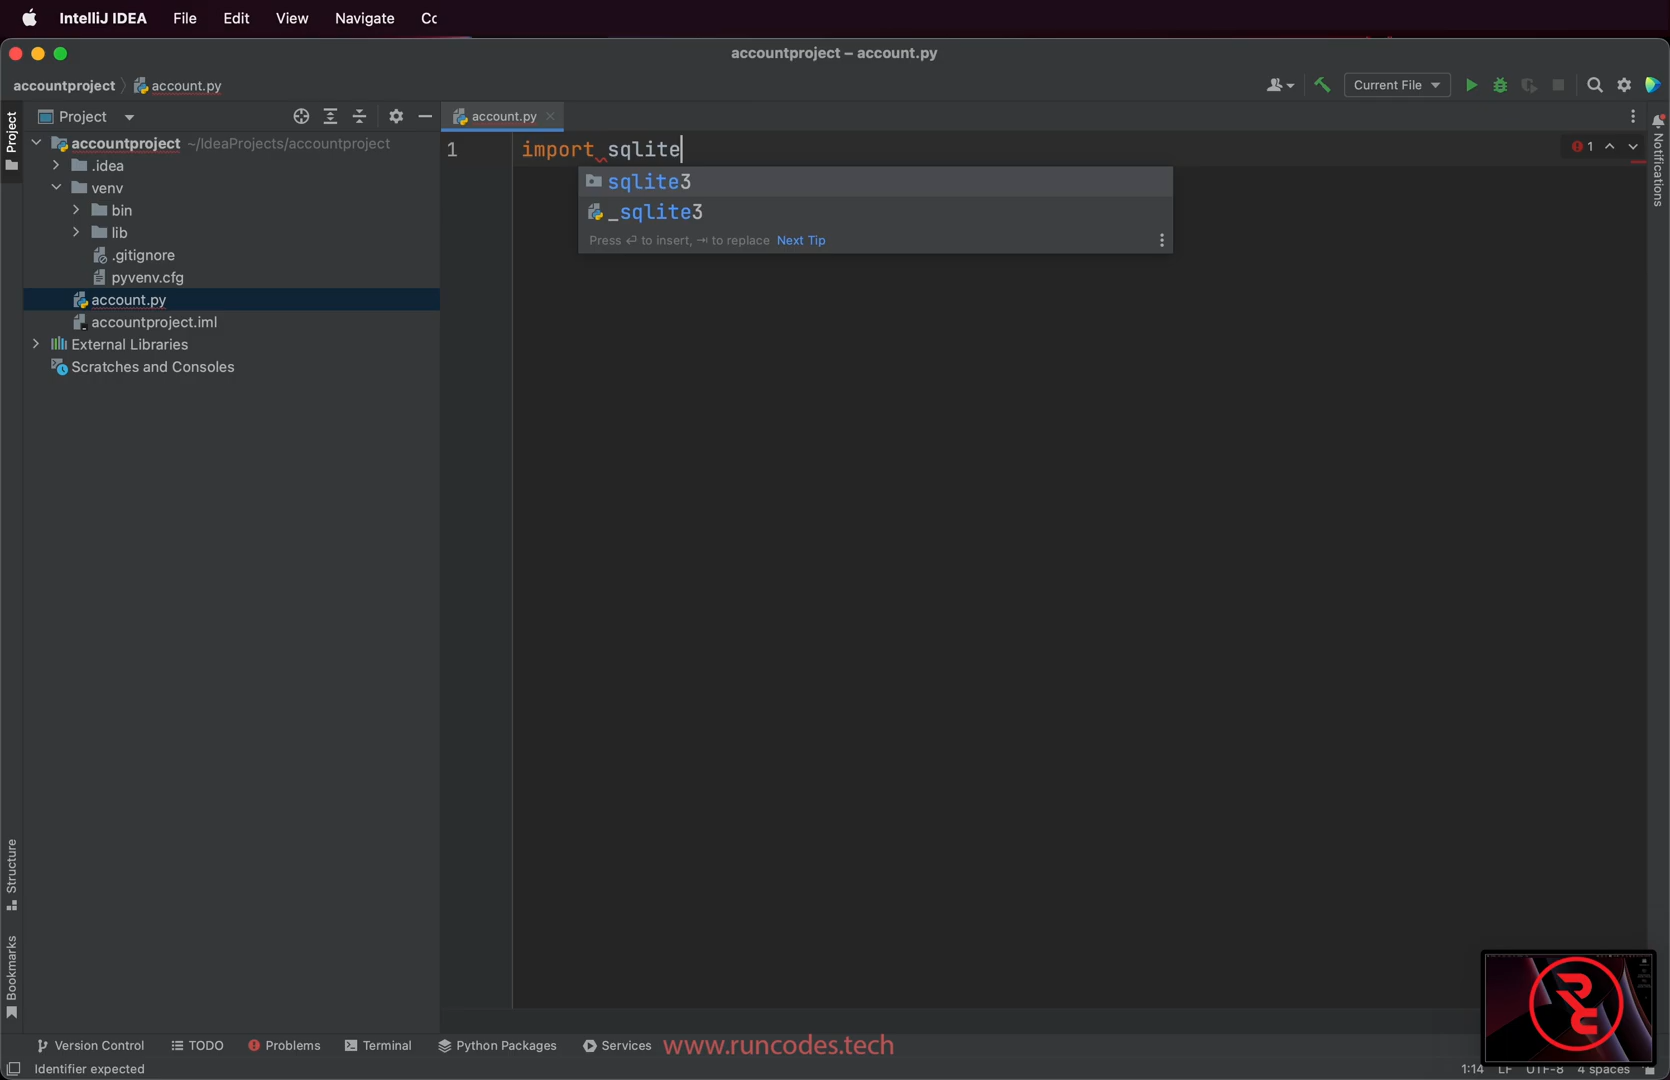 IntelliJ IDEA File Edit View Navigate Cc
accountproject – account.py
accountproject account.py
Current File
Project
Project
account.py
accountproject ~/IdeaProjects/accountproject
.idea
venv
bin
lib
.gitignore
pyvenv.cfg
account.py
accountproject.iml
External Libraries
Scratches and Consoles
1 import sqlite
1
sqlite3
_sqlite3
Press ⏎ to insert, ⇥ to replace Next Tip
Notifications
Structure
Bookmarks
Version Control TODO Problems Terminal Python Packages Services
www.runcodes.tech
Identifier expected
1:14 LF UTF-8 4 spaces